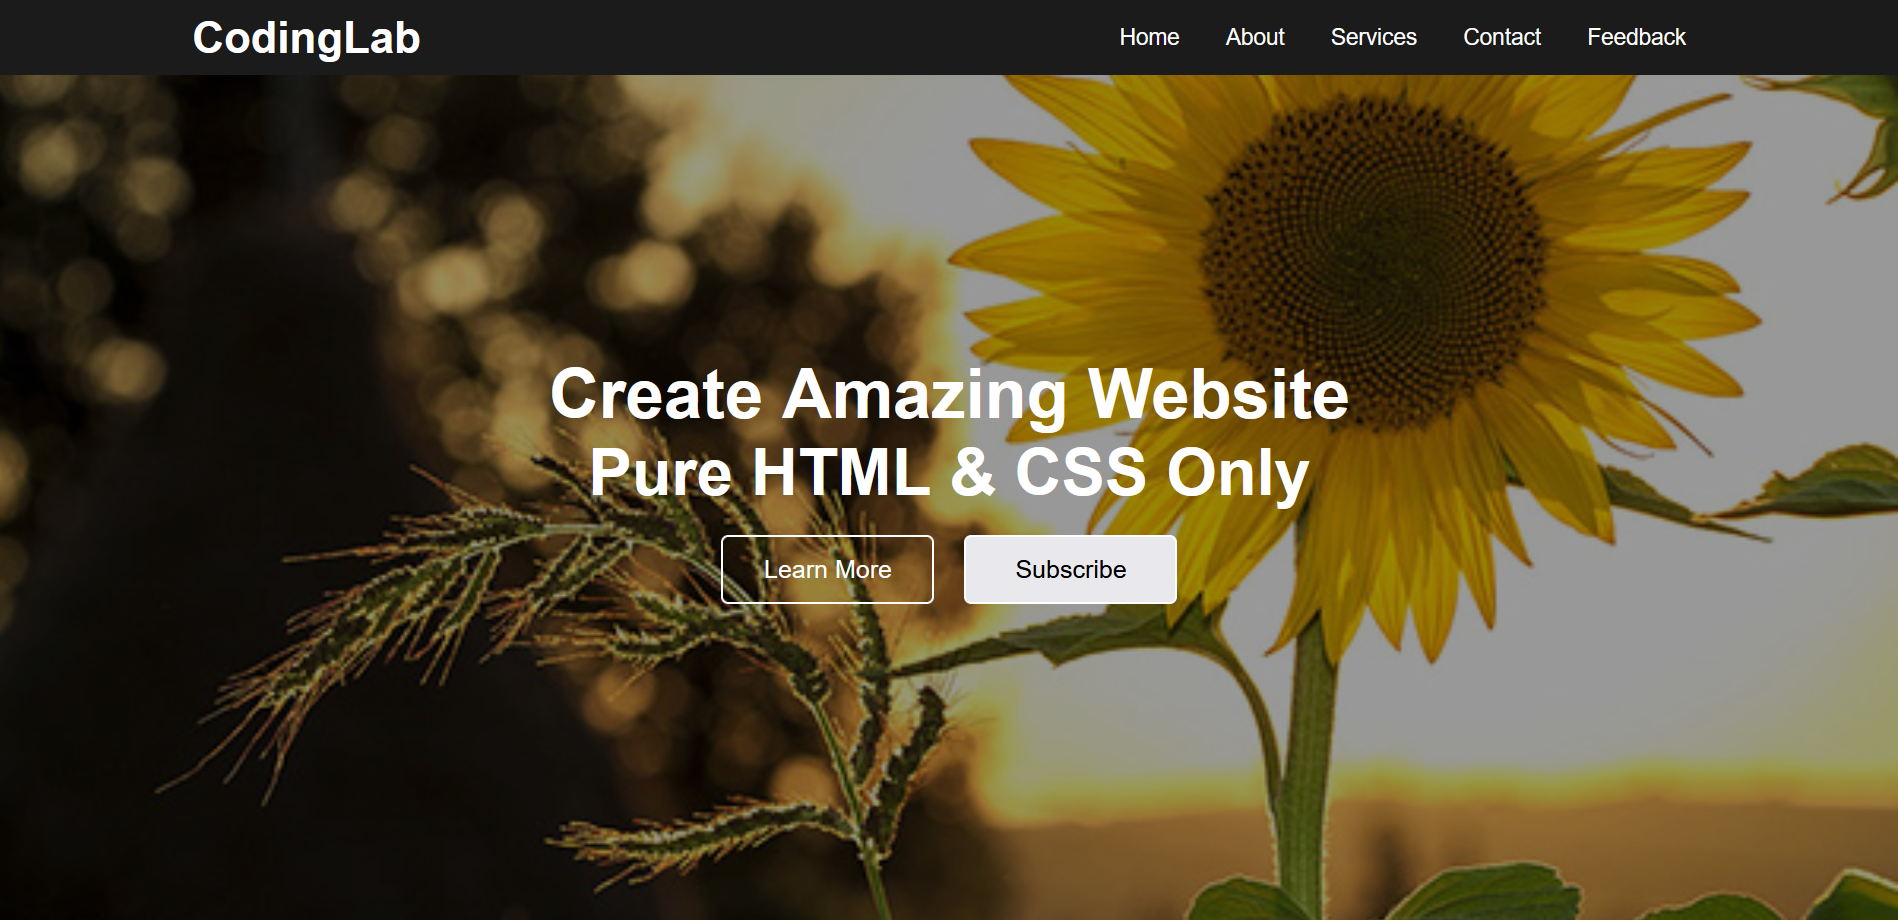 CodingLab
Home About Services Contact Feedback
Create Amazing Website
Pure HTML & CSS Only
Learn More Subscribe